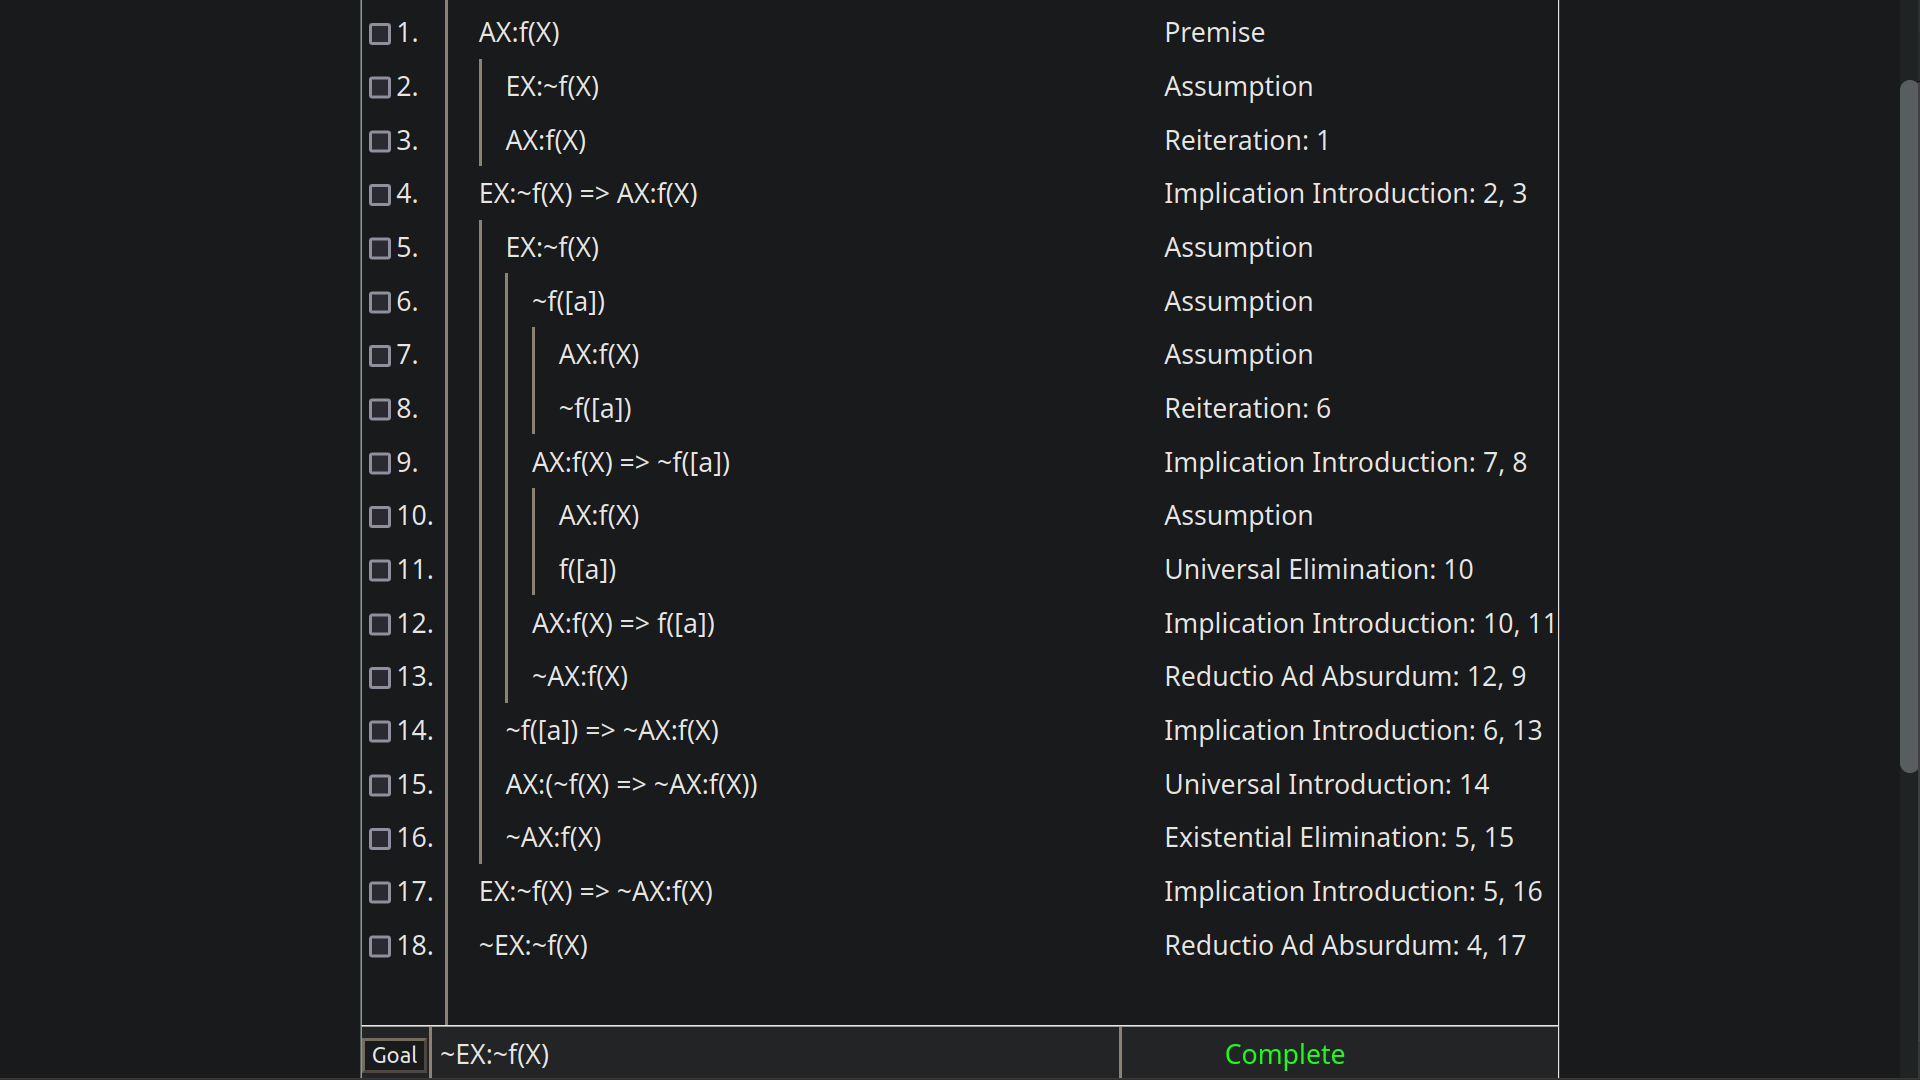 1. AX:f(X) Premise
2. EX:~f(X) Assumption
3. AX:f(X) Reiteration: 1
4. EX:~f(X) => AX:f(X) Implication Introduction: 2, 3
5. EX:~f(X) Assumption
6. ~f([a]) Assumption
7. AX:f(X) Assumption
8. ~f([a]) Reiteration: 6
9. AX:f(X) => ~f([a]) Implication Introduction: 7, 8
10. AX:f(X) Assumption
11. f([a]) Universal Elimination: 10
12. AX:f(X) => f([a]) Implication Introduction: 10, 11
13. ~AX:f(X) Reductio Ad Absurdum: 12, 9
14. ~f([a]) => ~AX:f(X) Implication Introduction: 6, 13
15. AX:(~f(X) => ~AX:f(X)) Universal Introduction: 14
16. ~AX:f(X) Existential Elimination: 5, 15
17. EX:~f(X) => ~AX:f(X) Implication Introduction: 5, 16
18. ~EX:~f(X) Reductio Ad Absurdum: 4, 17
Goal ~EX:~f(X) Complete